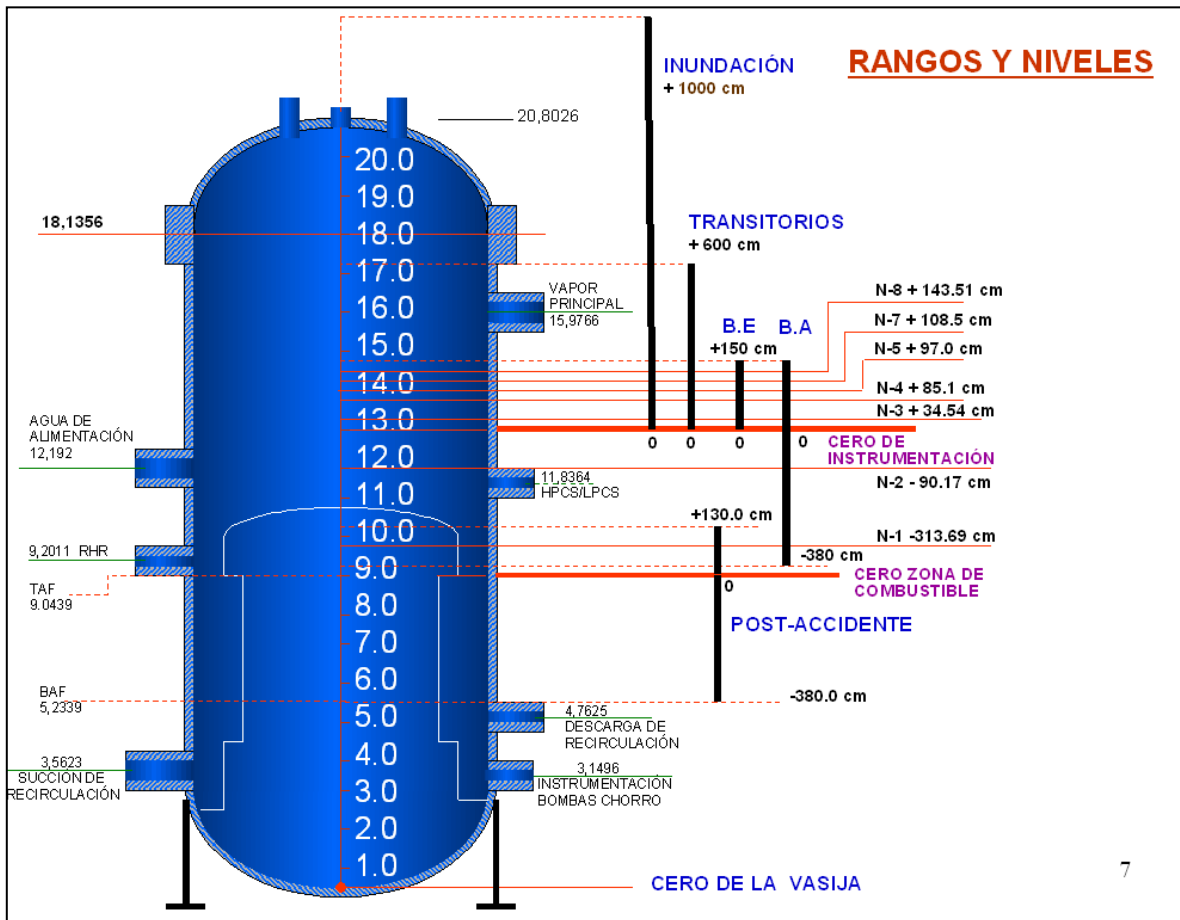 RANGOS Y NIVELES
INUNDACIÓN
+ 1000 cm
20,8026
20.0
19.0
18,1356
18.0
TRANSITORIOS
+ 600 cm
17.0
VAPOR
PRINCIPAL
15,9766
16.0
15.0
B.E
+150 cm
B.A
N-8 + 143.51 cm
N-7 + 108.5 cm
N-5 + 97.0 cm
14.0
N-4 + 85.1 cm
N-3 + 34.54 cm
13.0
0
0
0
0
CERO DE
INSTRUMENTACIÓN
AGUA DE
ALIMENTACIÓN
12,192
12.0
11,8364
HPCS/LPCS
N-2 - 90.17 cm
11.0
+130.0 cm
10.0
N-1 -313.69 cm
9,2011 RHR
9.0
-380 cm
CERO ZONA DE
COMBUSTIBLE
0
TAF
9.0439
8.0
POST-ACCIDENTE
7.0
6.0
BAF
5,2339
-380.0 cm
5.0
4,7625
DESCARGA DE
RECIRCULACIÓN
4.0
3,5623
SUCCIÓN DE
RECIRCULACIÓN
3,1496
INSTRUMENTACIÓN
BOMBAS CHORRO
3.0
2.0
1.0
CERO DE LA VASIJA
7